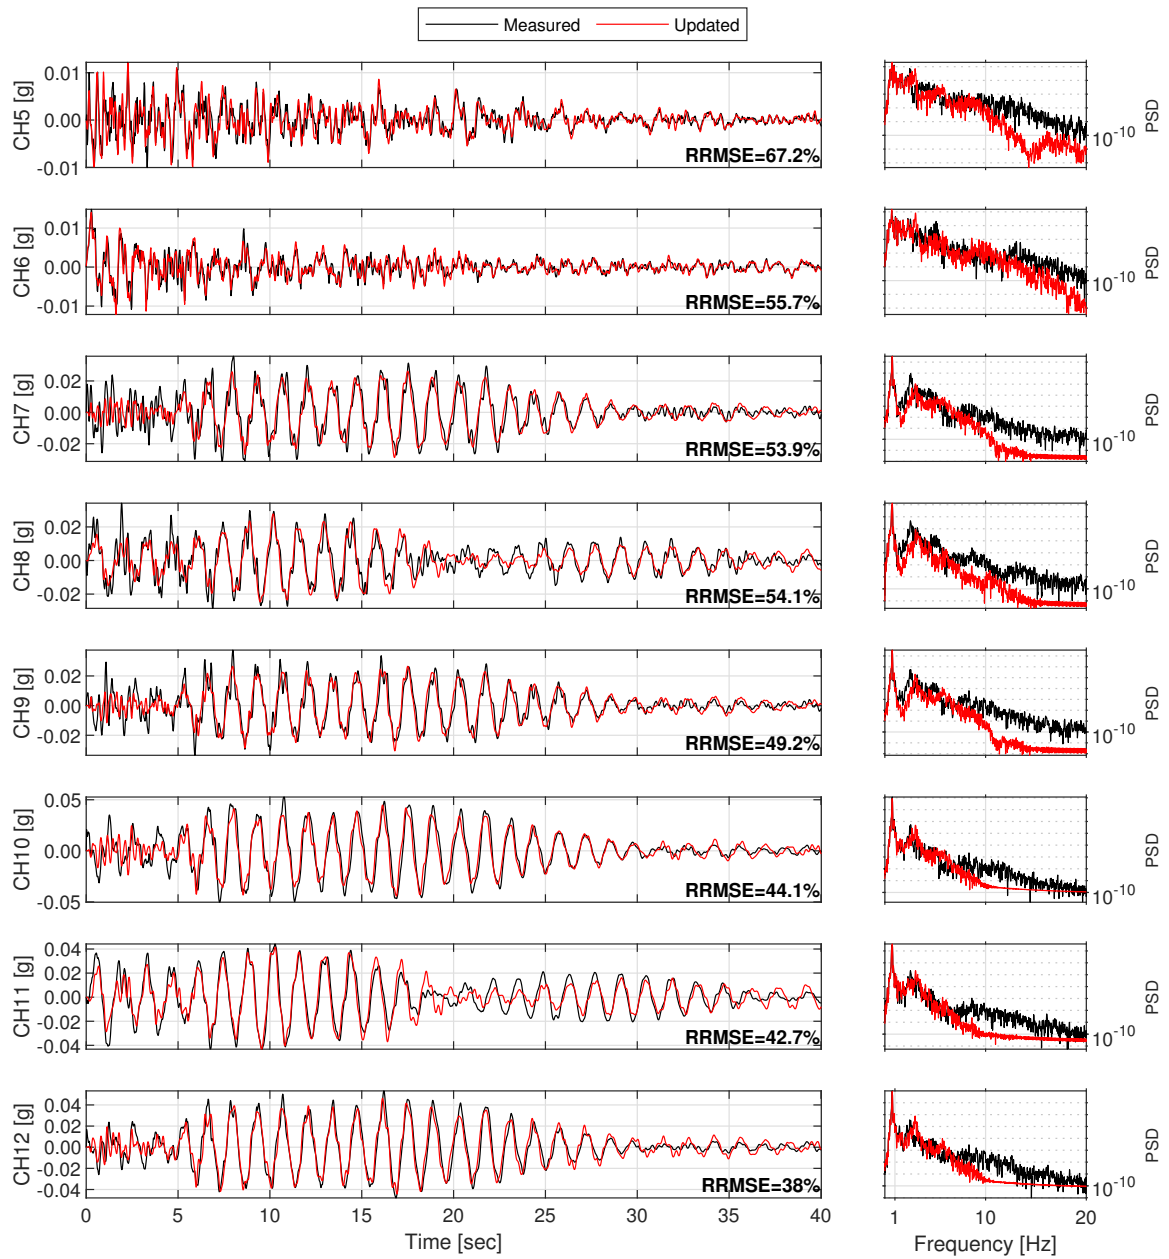 Measured Updated
CH5 [g]
0.01
0.00
-0.01
RRMSE=67.2%
10^-10
PSD
CH6 [g]
0.01
0.00
-0.01
RRMSE=55.7%
10^-10
PSD
CH7 [g]
0.02
0.00
-0.02
RRMSE=53.9%
10^-10
PSD
CH8 [g]
0.02
0.00
-0.02
RRMSE=54.1%
10^-10
PSD
CH9 [g]
0.02
0.00
-0.02
RRMSE=49.2%
10^-10
PSD
CH10 [g]
0.05
0.00
-0.05
RRMSE=44.1%
10^-10
PSD
CH11 [g]
0.04
0.02
0.00
-0.02
-0.04
RRMSE=42.7%
10^-10
PSD
CH12 [g]
0.04
0.02
0.00
-0.02
-0.04
RRMSE=38%
10^-10
PSD
0 5 10 15 20 25 30 35 40
Time [sec]
1 10 20
Frequency [Hz]